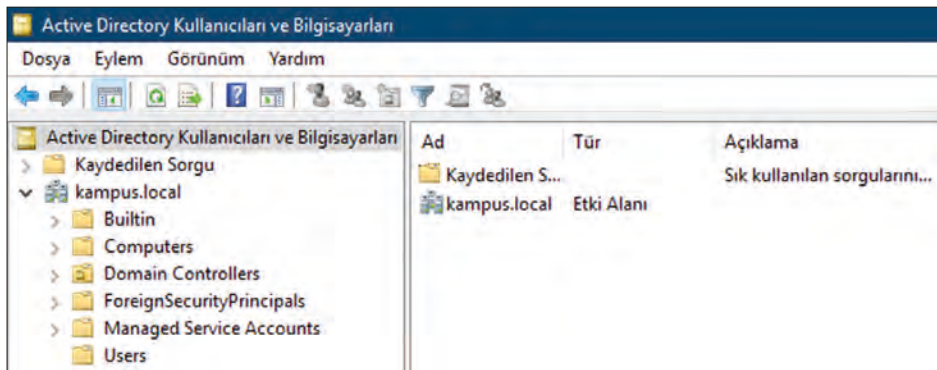 Active Directory Kullanıcıları ve Bilgisayarları
Dosya Eylem Görünüm Yardım
Active Directory Kullanıcıları ve Bilgisayarları
Kaydedilen Sorgu
kampus.local
Builtin
Computers
Domain Controllers
ForeignSecurityPrincipals
Managed Service Accounts
Users
Ad Tür Açıklama
Kaydedilen S... Sık kullanılan sorgularını...
kampus.local Etki Alanı